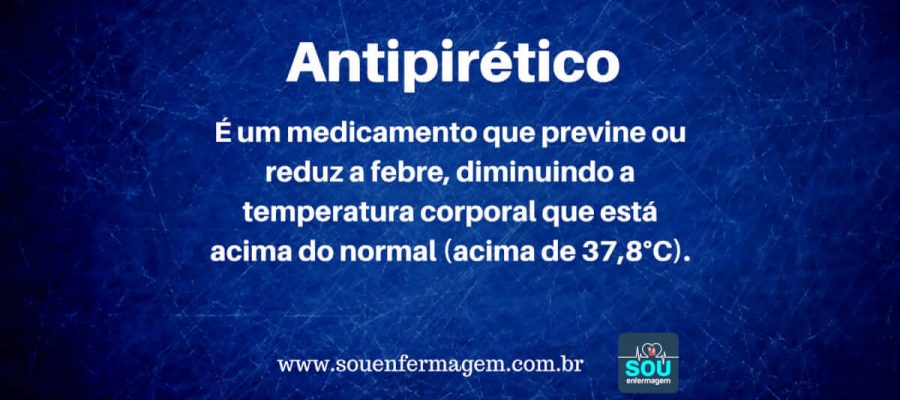 Antipirético
É um medicamento que previne ou
reduz a febre, diminuindo a
temperatura corporal que está
acima do normal (acima de 37,8°C).
www.souenfermagem.com.br
SOU
enfermagem